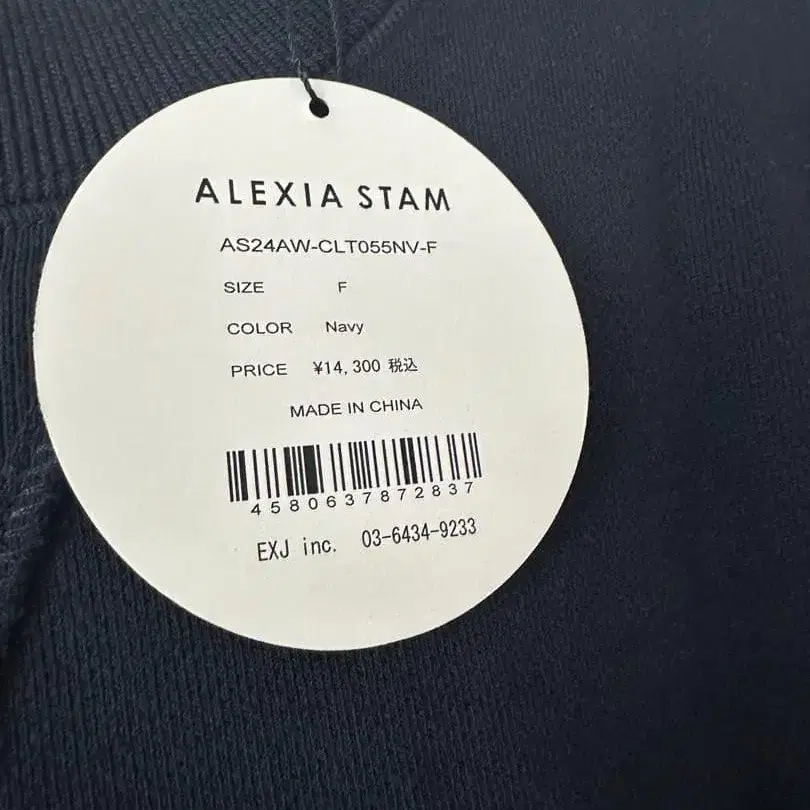 ALEXIA STAM
AS24AW-CLT055NV-F
SIZE F
COLOR Navy
PRICE ¥14,300 税込
MADE IN CHINA
4580637872837
EXJ inc. 03-6434-9233